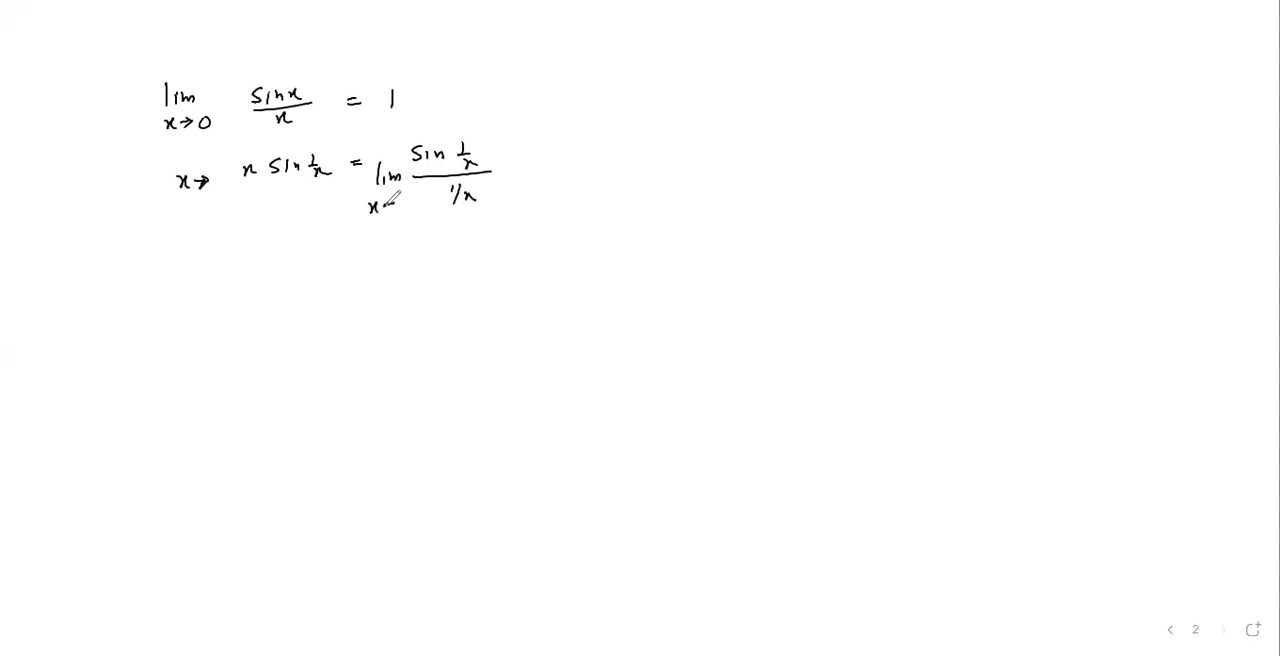 lim sin x / x = 1
x→0
x→ x sin 1/x = lim sin 1/x / 1/x
x
2